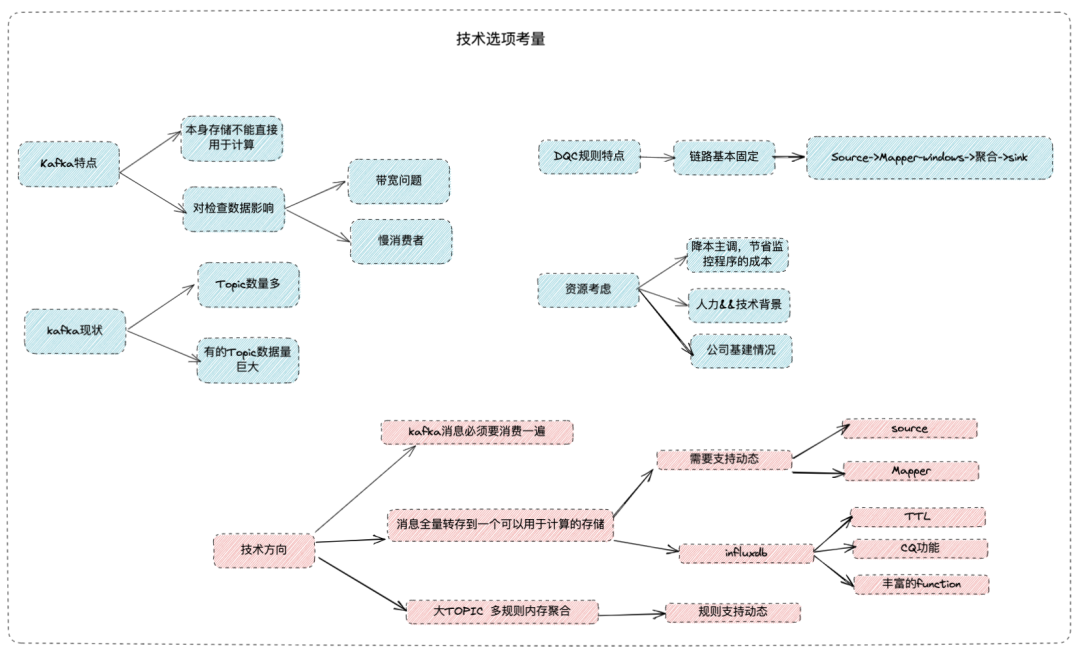 技术选项考量
Kafka特点
本身存储不能直接
用于计算
对检查数据影响
带宽问题
慢消费者
kafka现状
Topic数量多
有的Topic数据量
巨大
DQC规则特点
链路基本固定
Source->Mapper-windows->聚合->sink
资源考虑
降本主调，节省监
控程序的成本
人力&&技术背景
公司基建情况
技术方向
kafka消息必须要消费一遍
消息全量转存到一个可以用于计算的存储
需要支持动态
source
Mapper
influxdb
TTL
CQ功能
丰富的function
大TOPIC 多规则内存聚合
规则支持动态